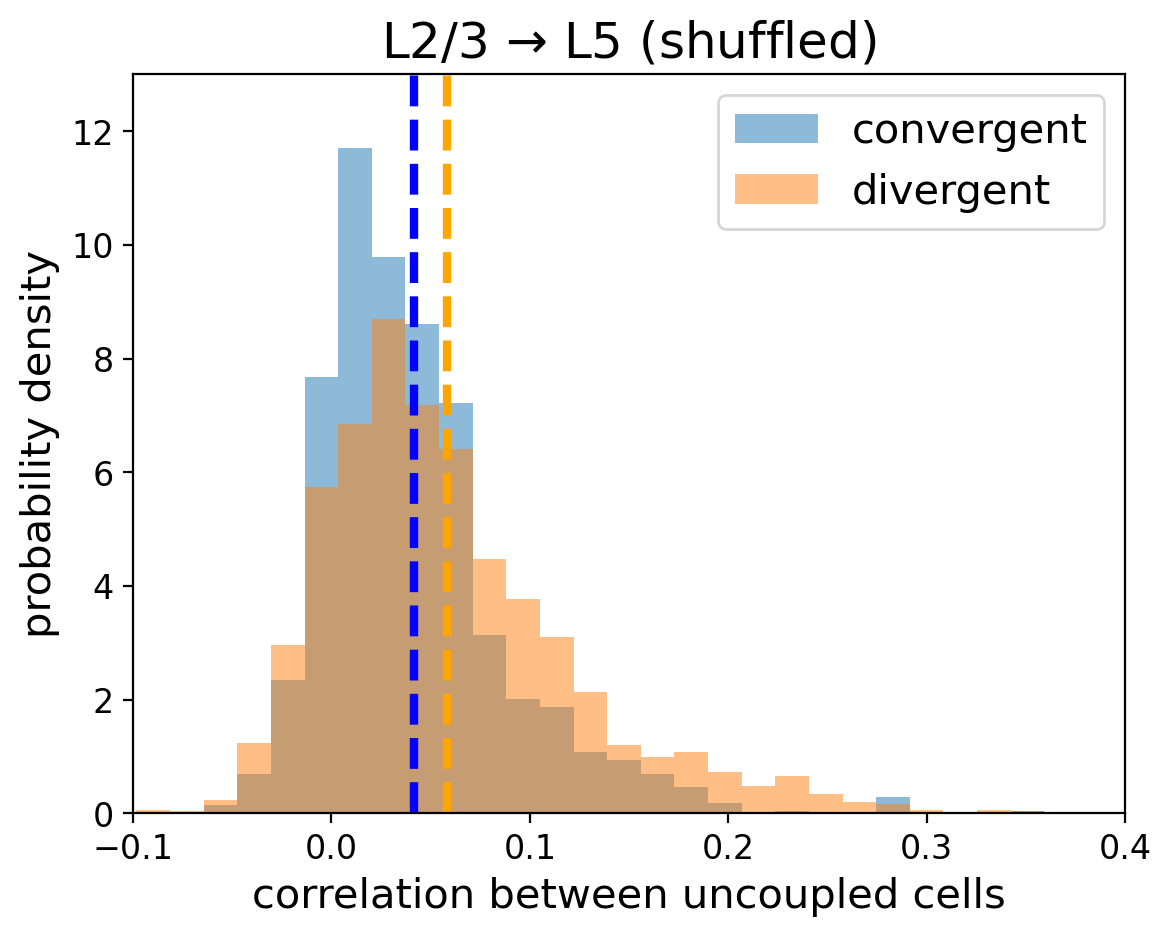 L2/3 → L5 (shuffled)
convergent
divergent
probability density
12
10
8
6
4
2
0
−0.1
0.0
0.1
0.2
0.3
0.4
correlation between uncoupled cells